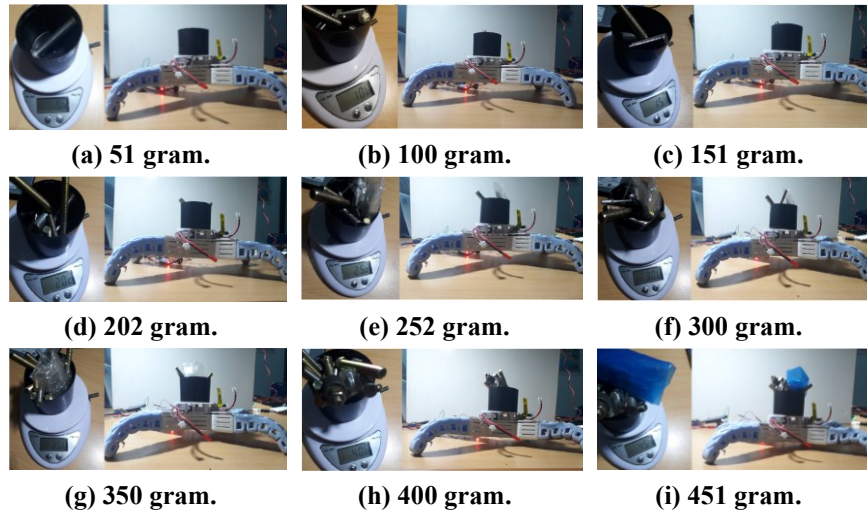 (a) 51 gram.
(b) 100 gram.
(c) 151 gram.
(d) 202 gram.
(e) 252 gram.
(f) 300 gram.
(g) 350 gram.
(h) 400 gram.
(i) 451 gram.